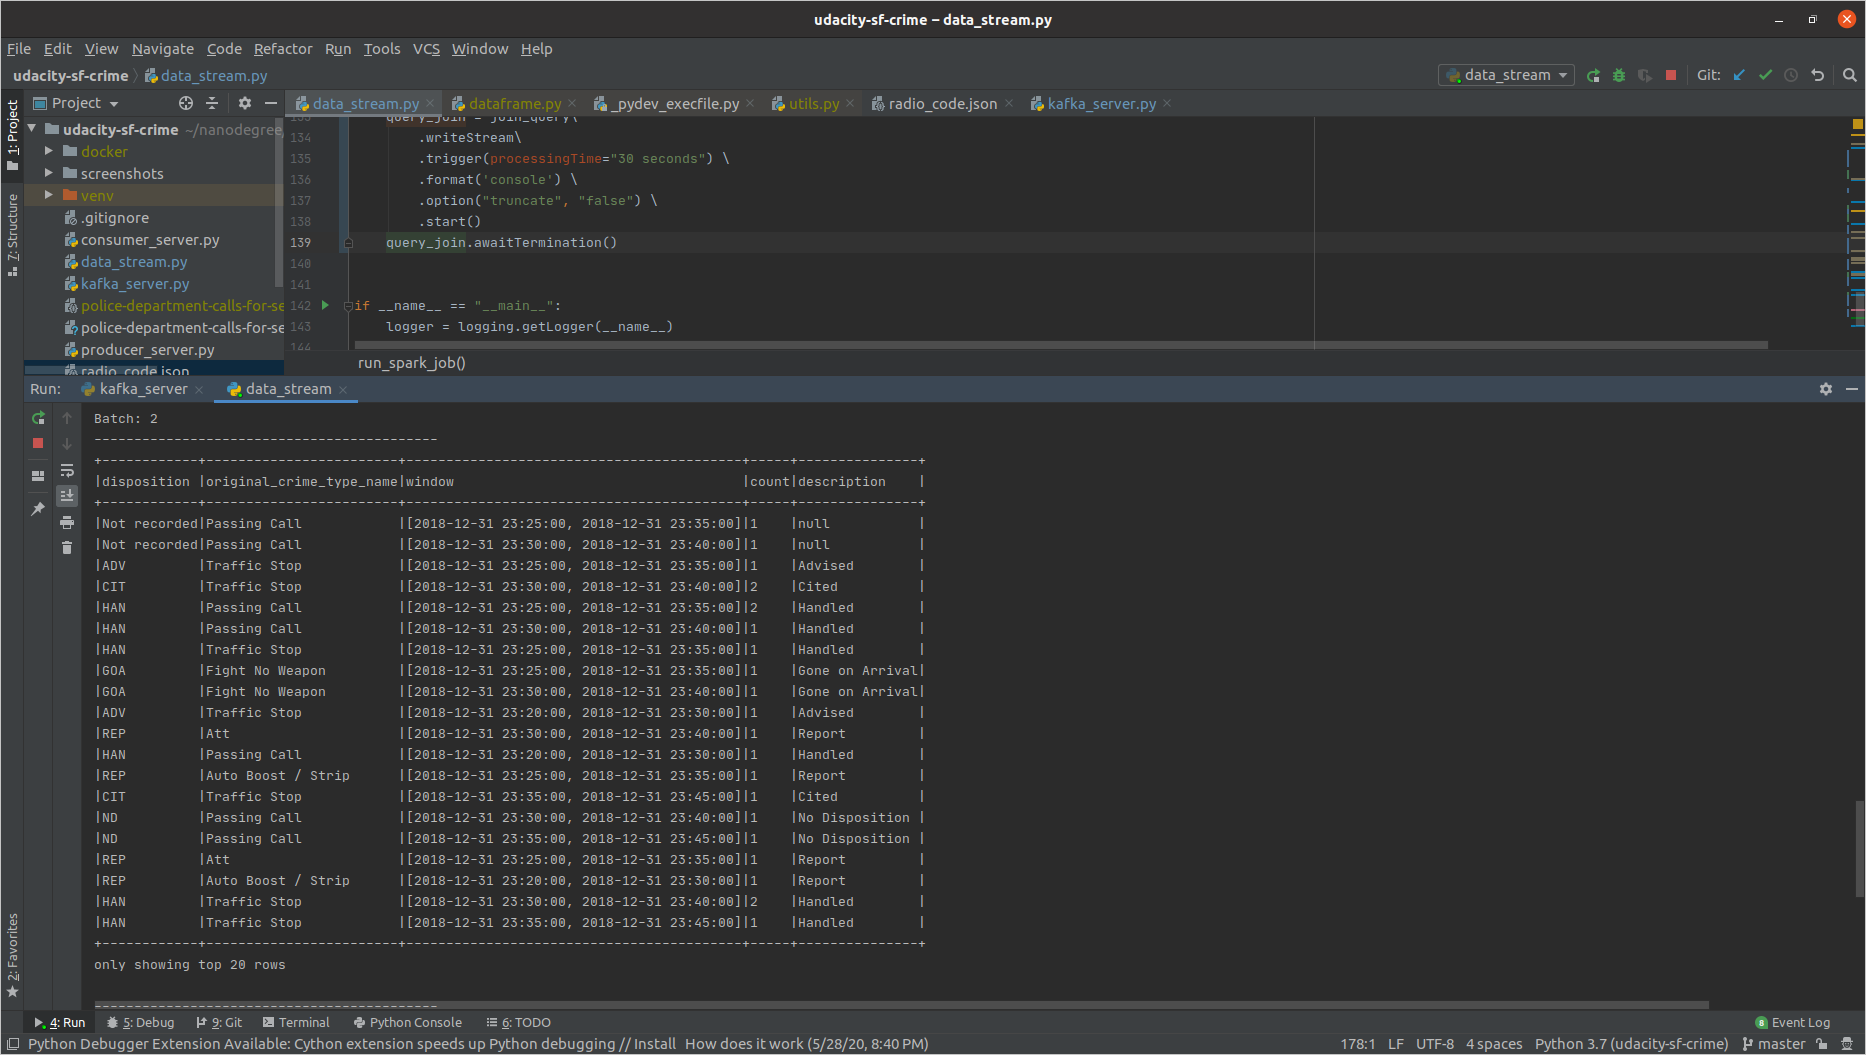 udacity-sf-crime – data_stream.py
File Edit View Navigate Code Refactor Run Tools VCS Window Help
udacity-sf-crime data_stream.py data_stream Git:
1: Project
7: Structure
2: Favorites
Project
data_stream.py dataframe.py _pydev_execfile.py utils.py radio_code.json kafka_server.py
udacity-sf-crime ~/nanodegree/
docker
screenshots
venv
.gitignore
consumer_server.py
data_stream.py
kafka_server.py
police-department-calls-for-se
police-department-calls-for-se
producer_server.py
radio_code.json
133 query_join = join_query\
134 .writeStream\
135 .trigger(processingTime="30 seconds") \
136 .format('console') \
137 .option("truncate", "false") \
138 .start()
139 query_join.awaitTermination()
140
141
142 if __name__ == "__main__":
143 logger = logging.getLogger(__name__)
144
run_spark_job()
Run: kafka_server data_stream
Batch: 2
-------------------------------------------
+------------+------------------------+------------------------------------------+-----+---------------+
|disposition |original_crime_type_name|window                                    |count|description    |
+------------+------------------------+------------------------------------------+-----+---------------+
|Not recorded|Passing Call            |[2018-12-31 23:25:00, 2018-12-31 23:35:00]|1    |null           |
|Not recorded|Passing Call            |[2018-12-31 23:30:00, 2018-12-31 23:40:00]|1    |null           |
|ADV         |Traffic Stop            |[2018-12-31 23:25:00, 2018-12-31 23:35:00]|1    |Advised        |
|CIT         |Traffic Stop            |[2018-12-31 23:30:00, 2018-12-31 23:40:00]|2    |Cited          |
|HAN         |Passing Call            |[2018-12-31 23:25:00, 2018-12-31 23:35:00]|2    |Handled        |
|HAN         |Passing Call            |[2018-12-31 23:30:00, 2018-12-31 23:40:00]|1    |Handled        |
|HAN         |Traffic Stop            |[2018-12-31 23:25:00, 2018-12-31 23:35:00]|1    |Handled        |
|GOA         |Fight No Weapon         |[2018-12-31 23:25:00, 2018-12-31 23:35:00]|1    |Gone on Arrival|
|GOA         |Fight No Weapon         |[2018-12-31 23:30:00, 2018-12-31 23:40:00]|1    |Gone on Arrival|
|ADV         |Traffic Stop            |[2018-12-31 23:20:00, 2018-12-31 23:30:00]|1    |Advised        |
|REP         |Att                     |[2018-12-31 23:30:00, 2018-12-31 23:40:00]|1    |Report         |
|HAN         |Passing Call            |[2018-12-31 23:20:00, 2018-12-31 23:30:00]|1    |Handled        |
|REP         |Auto Boost / Strip      |[2018-12-31 23:25:00, 2018-12-31 23:35:00]|1    |Report         |
|CIT         |Traffic Stop            |[2018-12-31 23:35:00, 2018-12-31 23:45:00]|1    |Cited          |
|ND          |Passing Call            |[2018-12-31 23:30:00, 2018-12-31 23:40:00]|1    |No Disposition |
|ND          |Passing Call            |[2018-12-31 23:35:00, 2018-12-31 23:45:00]|1    |No Disposition |
|REP         |Att                     |[2018-12-31 23:25:00, 2018-12-31 23:35:00]|1    |Report         |
|REP         |Auto Boost / Strip      |[2018-12-31 23:20:00, 2018-12-31 23:30:00]|1    |Report         |
|HAN         |Traffic Stop            |[2018-12-31 23:30:00, 2018-12-31 23:40:00]|2    |Handled        |
|HAN         |Traffic Stop            |[2018-12-31 23:35:00, 2018-12-31 23:45:00]|1    |Handled        |
+------------+------------------------+------------------------------------------+-----+---------------+
only showing top 20 rows
-------------------------------------------
4: Run 5: Debug 9: Git Terminal Python Console 6: TODO 8 Event Log
Python Debugger Extension Available: Cython extension speeds up Python debugging // Install How does it work (5/28/20, 8:40 PM) 178:1 LF UTF-8 4 spaces Python 3.7 (udacity-sf-crime) master